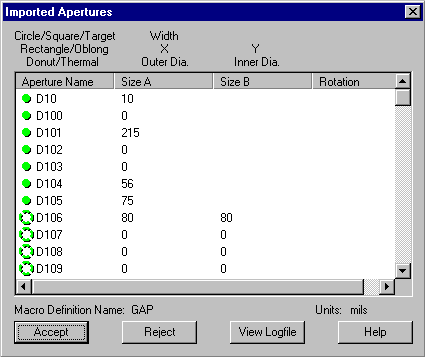 Imported Apertures
Circle/Square/Target Width
Rectangle/Oblong X Y
Donut/Thermal Outer Dia. Inner Dia.
Aperture Name Size A Size B Rotation
D10 10
D100 0
D101 215
D102 0
D103 0
D104 56
D105 75
D106 80 80
D107 0 0
D108 0 0
D109 0 0
Macro Definition Name: GAP Units: mils
Accept Reject View Logfile Help